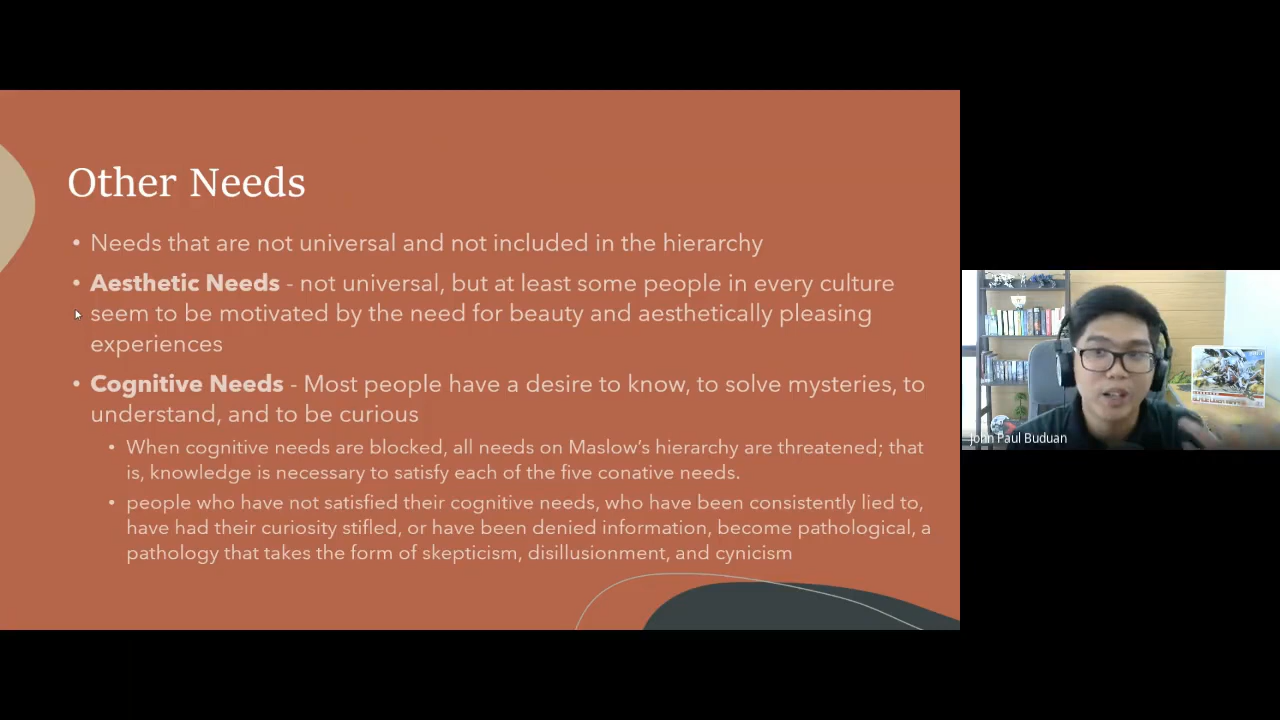 Other Needs
• Needs that are not universal and not included in the hierarchy
• Aesthetic Needs - not universal, but at least some people in every culture
seem to be motivated by the need for beauty and aesthetically pleasing
experiences
• Cognitive Needs - Most people have a desire to know, to solve mysteries, to
understand, and to be curious
• When cognitive needs are blocked, all needs on Maslow's hierarchy are threatened; that
is, knowledge is necessary to satisfy each of the five conative needs.
• people who have not satisfied their cognitive needs, who have been consistently lied to,
have had their curiosity stifled, or have been denied information, become pathological, a
pathology that takes the form of skepticism, disillusionment, and cynicism
John Paul Buduan